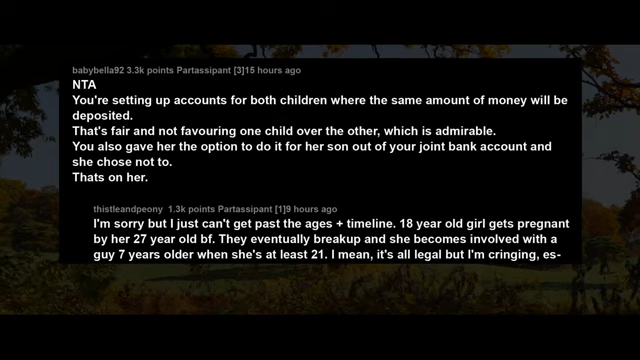 babybella92 3.3k points Partassipant [3]15 hours ago
NTA
You're setting up accounts for both children where the same amount of money will be
deposited.
That's fair and not favouring one child over the other, which is admirable.
You also gave her the option to do it for her son out of your joint bank account and
she chose not to.
Thats on her.
thistleandpeony 1.3k points Partassipant [1]9 hours ago
I'm sorry but I just can't get past the ages + timeline. 18 year old girl gets pregnant
by her 27 year old bf. They eventually breakup and she becomes involved with a
guy 7 years older when she's at least 21. I mean, it's all legal but I'm cringing, es-